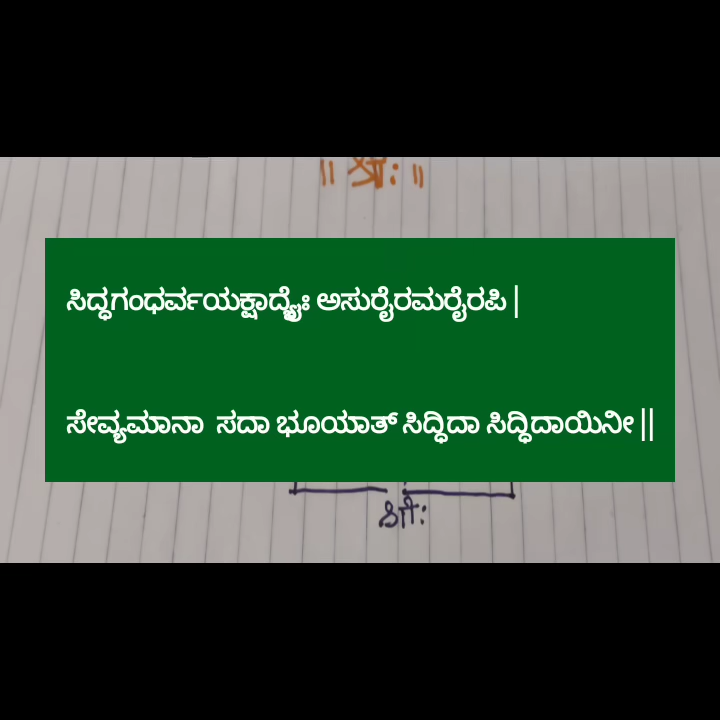 ॥ श्रीः ॥
ಸಿದ್ಧಗಂಧರ್ವಯಕ್ಷಾದ್ಯೈಃ ಅಸುರೈರಮರೈರಪಿ |
ಸೇವ್ಯಮಾನಾ ಸದಾ ಭೂಯಾತ್ ಸಿದ್ಧಿದಾ ಸಿದ್ಧಿದಾಯಿನೀ ||